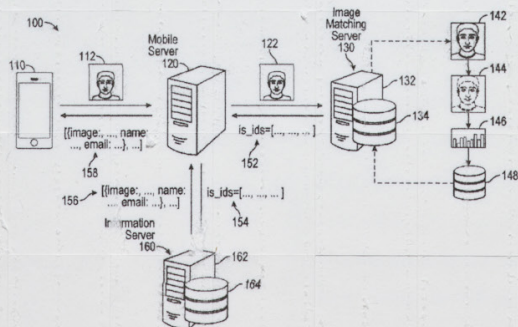 100
110
112
Mobile Server
120
122
Image Matching Server
130
132
134
142
144
146
148
[{image:, ..., name:
..., email: ...}, ...]
158
is_ids=[..., ..., ... ]
152
156
[{image:, ..., name:
..., email: ...}, ...]
is_ids=[..., ..., ... ]
154
Information Server
160
162
164